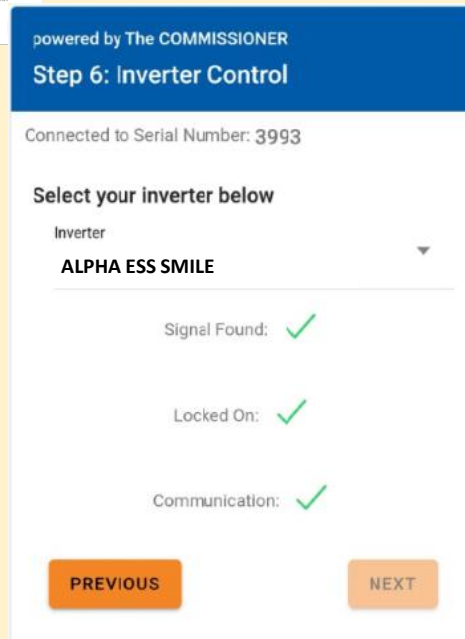 powered by The COMMISSIONER
Step 6: Inverter Control
Connected to Serial Number: 3993
Select your inverter below
Inverter
ALPHA ESS SMILE
Signal Found:
Locked On:
Communication:
PREVIOUS NEXT